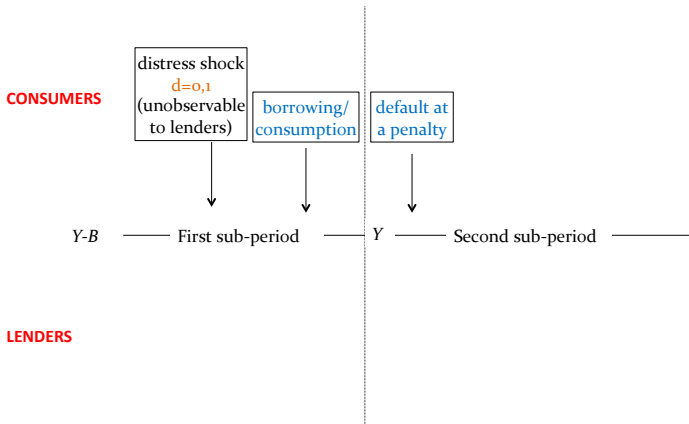 distress shock
d=0,1
(unobservable
to lenders)
CONSUMERS
borrowing/
consumption
default at
a penalty
Y-B
First sub-period
Y
Second sub-period
LENDERS